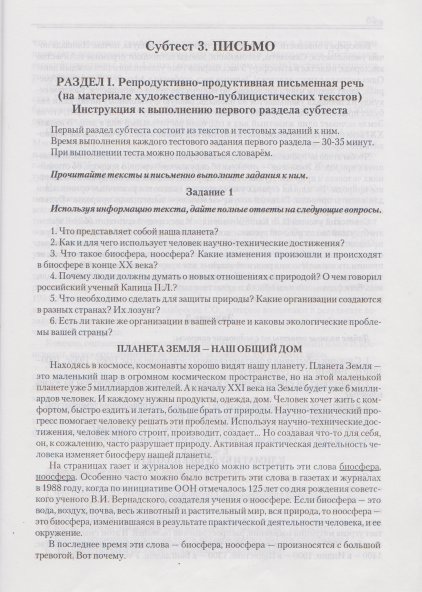 Субтест 3. ПИСЬМО
РАЗДЕЛ I. Репродуктивно-продуктивная письменная речь
(на материале художественно-публицистических текстов)
Инструкция к выполнению первого раздела субтеста
Первый раздел субтеста состоит из текстов и тестовых заданий к ним.
Время выполнения каждого тестового задания первого раздела — 30-35 минут.
При выполнении теста можно пользоваться словарём.
Прочитайте тексты и письменно выполните задания к ним.
Задание 1
Используя информацию текста, дайте полные ответы на следующие вопросы.
1. Что представляет собой наша планета?
2. Как и для чего использует человек научно-технические достижения?
3. Что такое биосфера, ноосфера? Какие изменения произошли и происходят
в биосфере в конце XX века?
4. Почему люди должны думать о новых отношениях с природой? О чем говорил
российский ученый Капица П.Л.?
5. Что необходимо сделать для защиты природы? Какие организации создаются
в разных странах? Их лозунг?
6. Есть ли такие же организации в вашей стране и каковы экологические пробле-
мы вашей страны?
ПЛАНЕТА ЗЕМЛЯ — НАШ ОБЩИЙ ДОМ
Находясь в космосе, космонавты хорошо видят нашу планету. Планета Земля —
это маленький шар в огромном космическом пространстве, но на этой маленькой
планете уже 5 миллиардов жителей. А к началу XXI века на Земле будет уже 6 милли-
ардов человек. И каждому нужны продукты, одежда, дом. Человек хочет жить с ком-
фортом, быстро ездить и летать, больше брать от природы. Научно-технический про-
гресс помогает человеку решать эти проблемы. Используя научно-технические дос-
тижения, человек много строит, производит, создает... Но создавая что-то для себя,
он, к сожалению, часто разрушает природу. Активная практическая деятельность че-
ловека изменяет биосферу нашей планеты.
На страницах газет и журналов нередко можно встретить эти слова биосфера,
ноосфера. Особенно часто можно было встретить эти слова в газетах и журналах
в 1988 году, когда по инициативе ООН отмечалось 125 лет со дня рождения советс-
кого ученого В.И. Вернадского, создателя учения о ноосфере. Если биосфера — это
вода, воздух, почва, весь животный и растительный мир, вся природа, то ноосфера —
это биосфера, изменившаяся в результате практической деятельности человека, и ее
окружение.
В последнее время эти слова — биосфера, ноосфера — произносятся с большой
тревогой. Вот почему.